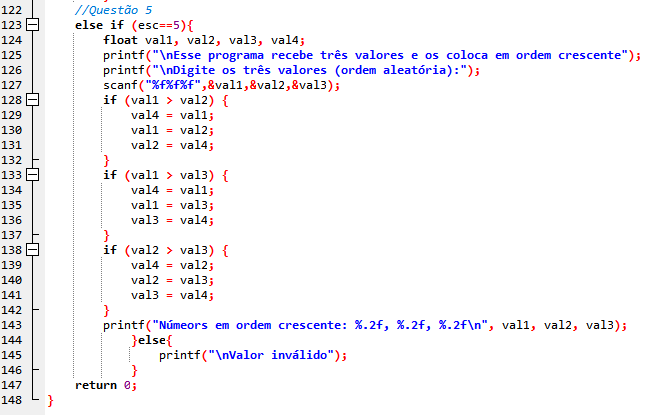 122 //Questão 5
123 else if (esc==5){
124 float val1, val2, val3, val4;
125 printf("\nEsse programa recebe três valores e os coloca em ordem crescente");
126 printf("\nDigite os três valores (ordem aleatória):");
127 scanf("%f%f%f",&val1,&val2,&val3);
128 if (val1 > val2) {
129 val4 = val1;
130 val1 = val2;
131 val2 = val4;
132 }
133 if (val1 > val3) {
134 val4 = val1;
135 val1 = val3;
136 val3 = val4;
137 }
138 if (val2 > val3) {
139 val4 = val2;
140 val2 = val3;
141 val3 = val4;
142 }
143 printf("Númeors em ordem crescente: %.2f, %.2f, %.2f\n", val1, val2, val3);
144 }else{
145 printf("\nValor inválido");
146 }
147 return 0;
148 }